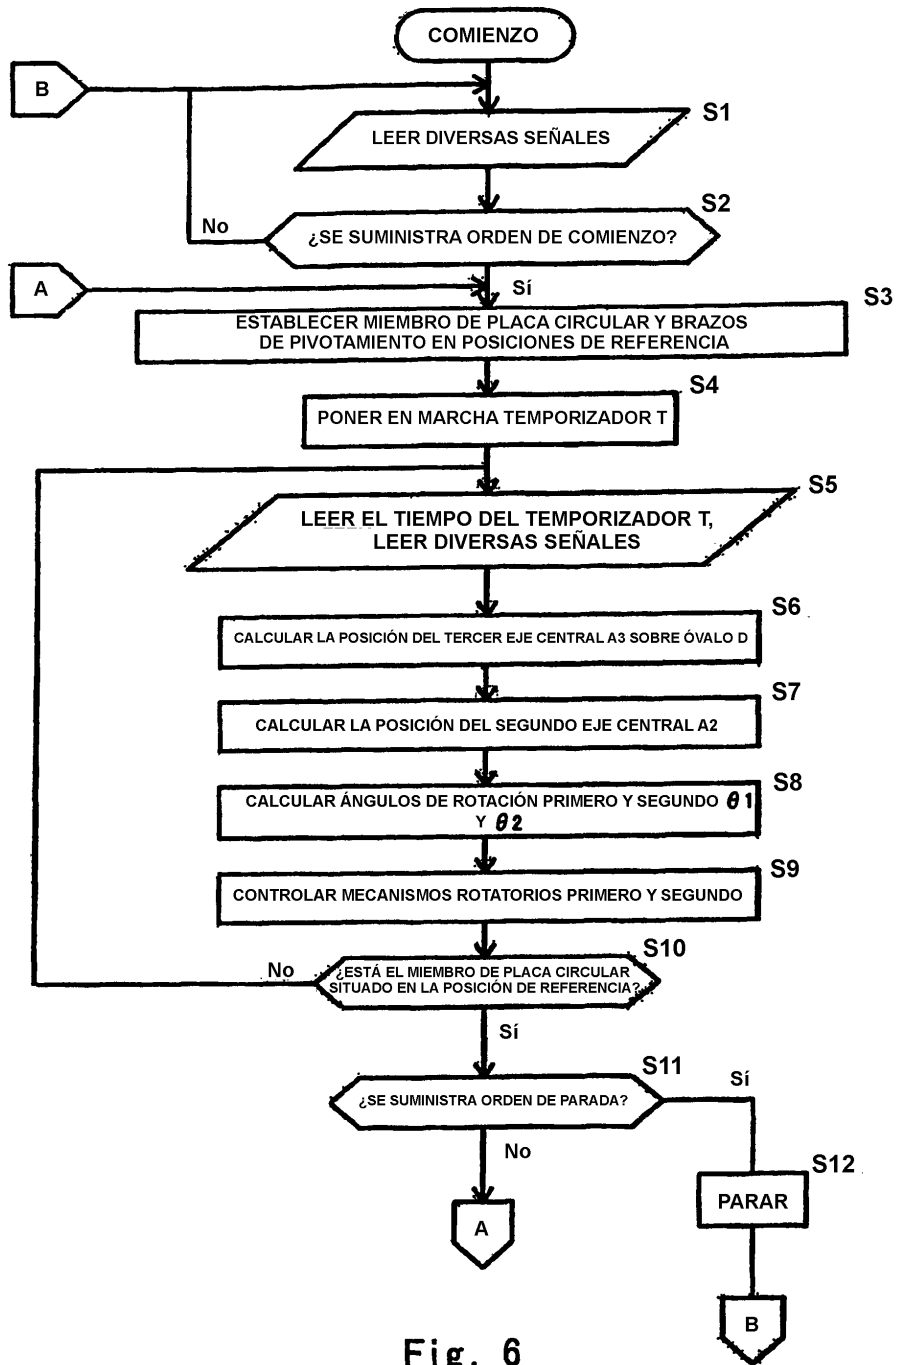 COMIENZO
B
S1
LEER DIVERSAS SEÑALES
S2
No
¿SE SUMINISTRA ORDEN DE COMIENZO?
A
Sí
S3
ESTABLECER MIEMBRO DE PLACA CIRCULAR Y BRAZOS
DE PIVOTAMIENTO EN POSICIONES DE REFERENCIA
S4
PONER EN MARCHA TEMPORIZADOR T
S5
LEER EL TIEMPO DEL TEMPORIZADOR T,
LEER DIVERSAS SEÑALES
S6
CALCULAR LA POSICIÓN DEL TERCER EJE CENTRAL A3 SOBRE ÓVALO D
S7
CALCULAR LA POSICIÓN DEL SEGUNDO EJE CENTRAL A2
S8
CALCULAR ÁNGULOS DE ROTACIÓN PRIMERO Y SEGUNDO θ1
Y θ2
S9
CONTROLAR MECANISMOS ROTATORIOS PRIMERO Y SEGUNDO
S10
No
¿ESTÁ EL MIEMBRO DE PLACA CIRCULAR
SITUADO EN LA POSICIÓN DE REFERENCIA?
Sí
S11
¿SE SUMINISTRA ORDEN DE PARADA?
Sí
No
S12
PARAR
A
B
Fig. 6